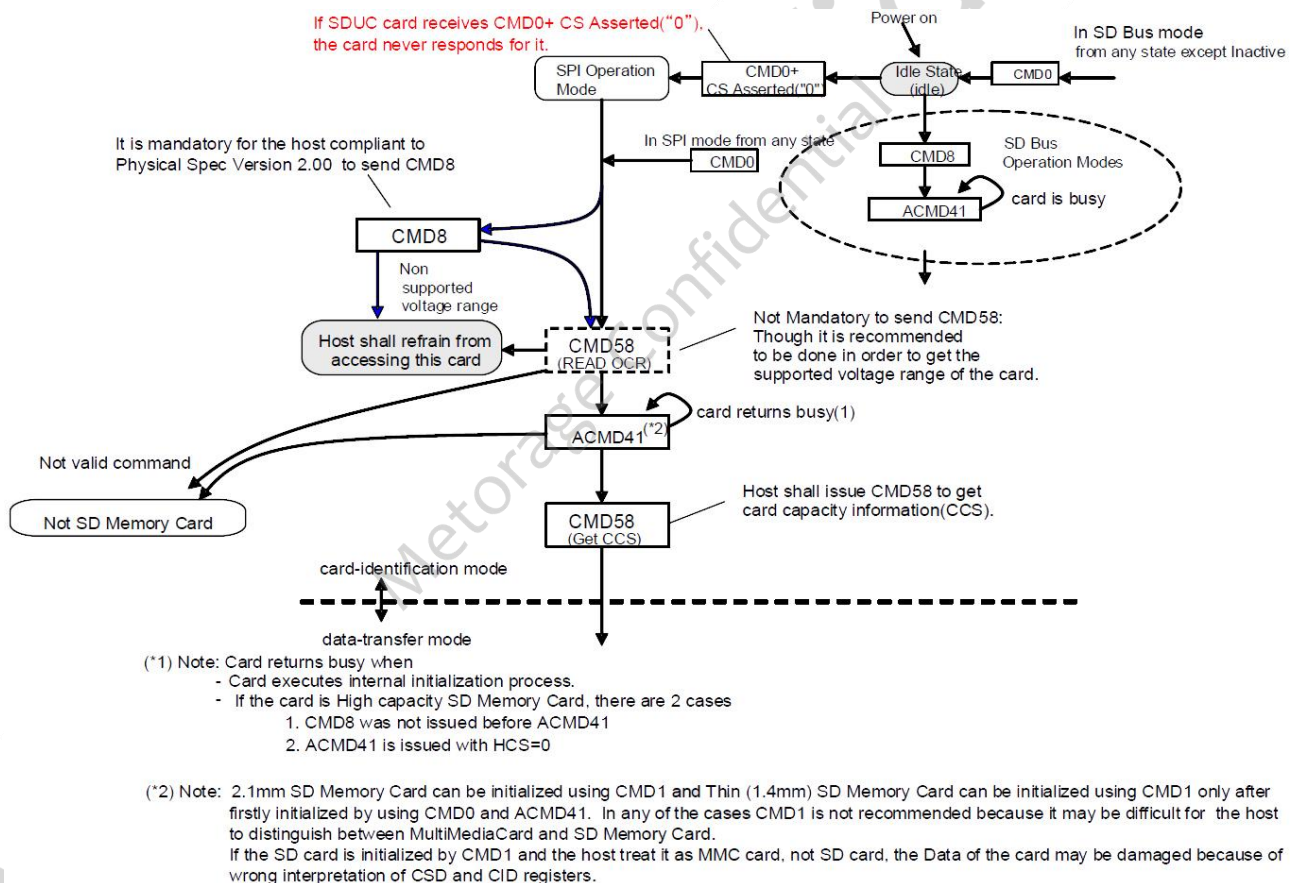 If SDUC card receives CMD0+ CS Asserted("0"),
the card never responds for it.
Power on
In SD Bus mode
from any state except Inactive
SPI Operation
Mode
CMD0+
CS Asserted("0")
Idle State
(idle)
CMD0
It is mandatory for the host compliant to
Physical Spec Version 2.00 to send CMD8
In SPI mode from any state
CMD0
CMD8
SD Bus
Operation Modes
ACMD41
card is busy
CMD8
Non
supported
voltage range
Host shall refrain from
accessing this card
CMD58
(READ OCR)
Not Mandatory to send CMD58:
Though it is recommended
to be done in order to get the
supported voltage range of the card.
ACMD41(*2)
card returns busy(1)
Not valid command
Not SD Memory Card
CMD58
(Get CCS)
Host shall issue CMD58 to get
card capacity information(CCS).
card-identification mode
data-transfer mode
Metorage Confidential
(*1) Note: Card returns busy when
- Card executes internal initialization process.
- If the card is High capacity SD Memory Card, there are 2 cases
1. CMD8 was not issued before ACMD41
2. ACMD41 is issued with HCS=0
(*2) Note: 2.1mm SD Memory Card can be initialized using CMD1 and Thin (1.4mm) SD Memory Card can be initialized using CMD1 only after
firstly initialized by using CMD0 and ACMD41. In any of the cases CMD1 is not recommended because it may be difficult for the host
to distinguish between MultiMediaCard and SD Memory Card.
If the SD card is initialized by CMD1 and the host treat it as MMC card, not SD card, the Data of the card may be damaged because of
wrong interpretation of CSD and CID registers.